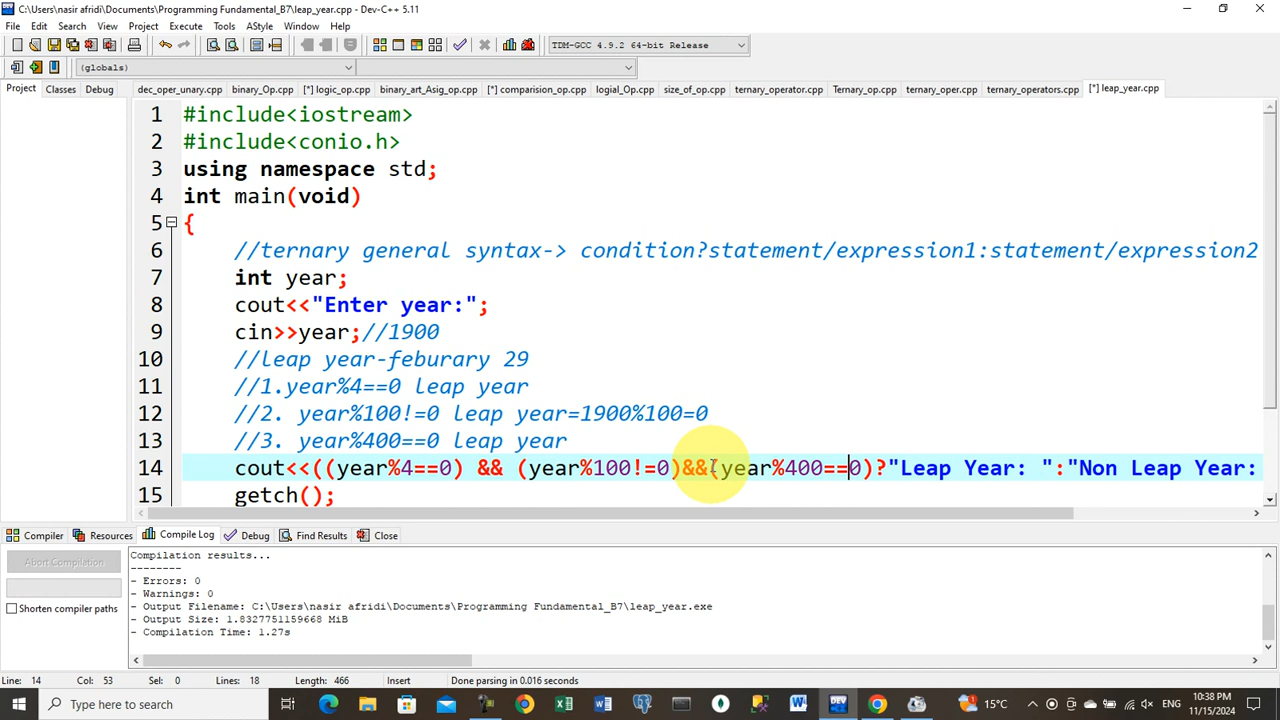 C:\Users\nasir afridi\Documents\Programming Fundamental_B7\leap_year.cpp - Dev-C++ 5.11
File Edit Search View Project Execute Tools AStyle Window Help
TDM-GCC 4.9.2 64-bit Release
(globals)
Project Classes Debug dec_oper_unary.cpp binary_Op.cpp [*] logic_op.cpp binary_art_Asig_op.cpp [*] comparision_op.cpp logial_Op.cpp size_of_op.cpp ternary_operator.cpp Ternary_op.cpp ternary_oper.cpp ternary_operators.cpp [*] leap_year.cpp
1 #include<iostream>
2 #include<conio.h>
3 using namespace std;
4 int main(void)
5 {
6 //ternary general syntax-> condition?statement/expression1:statement/expression2
7 int year;
8 cout<<"Enter year:";
9 cin>>year;//1900
10 //leap year-feburary 29
11 //1.year%4==0 leap year
12 //2. year%100!=0 leap year=1900%100=0
13 //3. year%400==0 leap year
14 cout<<((year%4==0) && (year%100!=0)&&(year%400==0)?"Leap Year: ":"Non Leap Year:
15 getch();
Compiler Resources Compile Log Debug Find Results Close
Abort Compilation
Shorten compiler paths
Compilation results...
--------
- Errors: 0
- Warnings: 0
- Output Filename: C:\Users\nasir afridi\Documents\Programming Fundamental_B7\leap_year.exe
- Output Size: 1.8327751159668 MiB
- Compilation Time: 1.27s
Line: 14 Col: 53 Sel: 0 Lines: 18 Length: 466 Insert Done parsing in 0.016 seconds
Type here to search
15°C
ENG
10:38 PM
11/15/2024